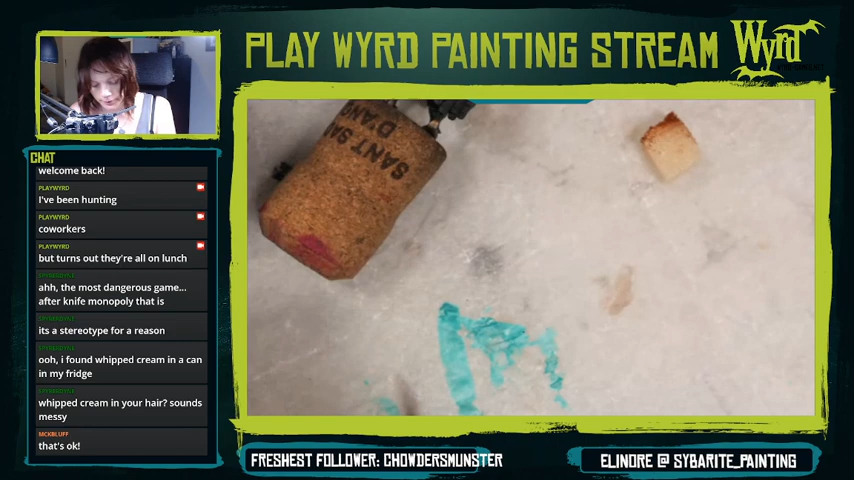 PLAY WYRD PAINTING STREAM
Wyrd
CHAT
welcome back!
PLAYWYRD
I've been hunting
PLAYWYRD
coworkers
PLAYWYRD
but turns out they're all on lunch
ahh, the most dangerous game...
after knife monopoly that is
its a stereotype for a reason
ooh, i found whipped cream in a can
in my fridge
whipped cream in your hair? sounds
messy
MCKBLUFF
that's ok!
SANT SA
D'AN
FRESHEST FOLLOWER: CHOWDERSMUNSTER
ELINORE @ SYBARITE_PAINTING